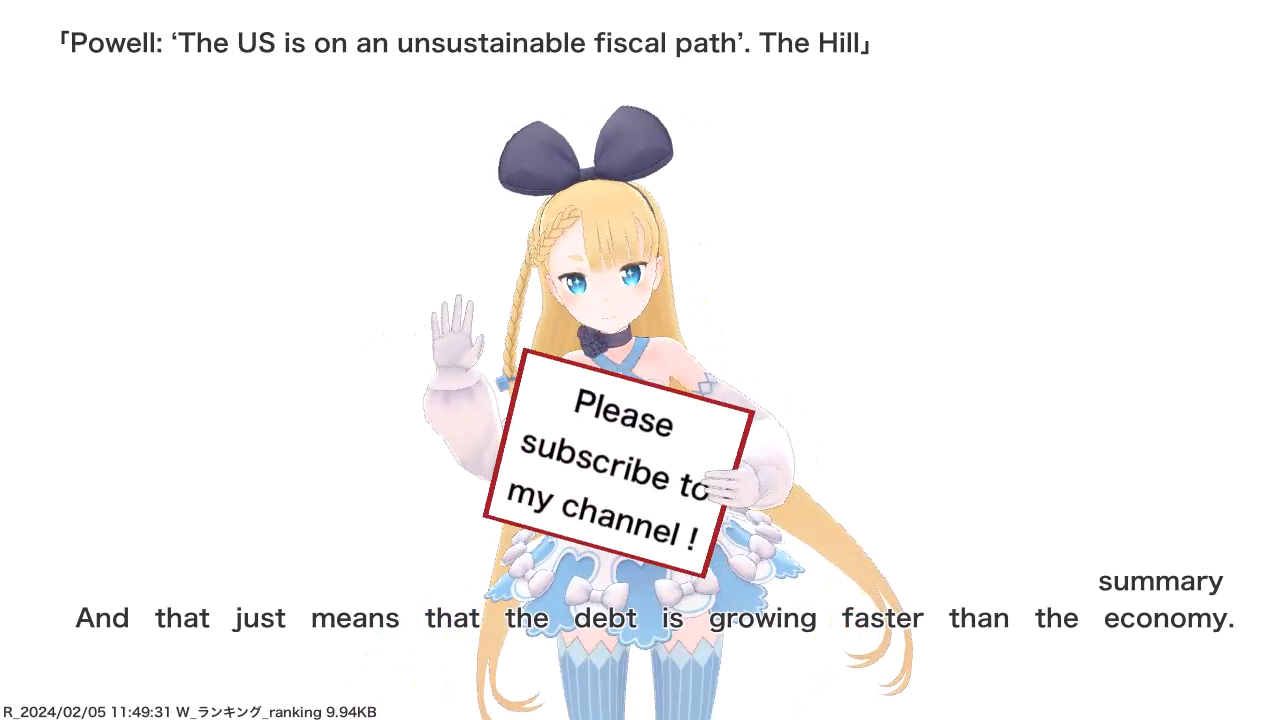 「Powell: ‘The US is on an unsustainable fiscal path’. The Hill」
Please
subscribe to
my channel !
summary
And that just means that the debt is growing faster than the economy.
R_2024/02/05 11:49:31 W_ランキング_ranking 9.94KB